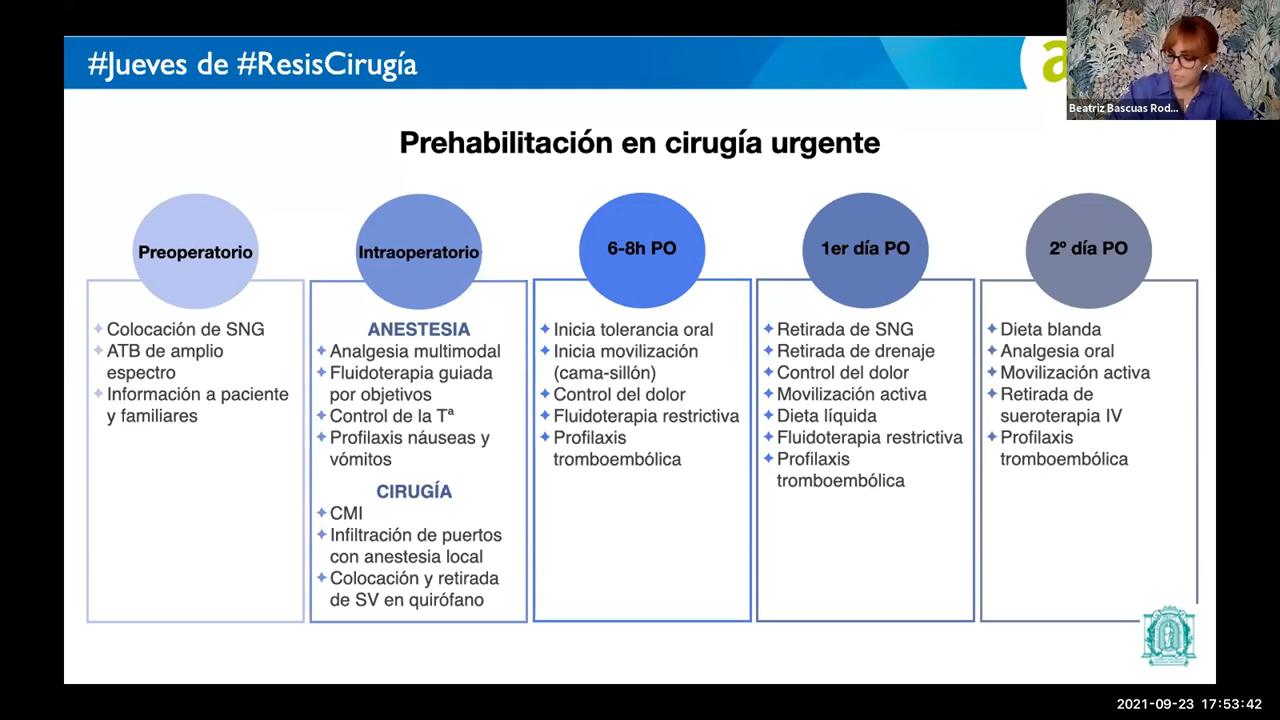 #Jueves de #ResisCirugía
a
Beatriz Bascuas Rod...
Prehabilitación en cirugía urgente
Preoperatorio
Colocación de SNG
ATB de amplio
espectro
Información a paciente
y familiares
Intraoperatorio
ANESTESIA
Analgesia multimodal
Fluidoterapia guiada
por objetivos
Control de la Tª
Profilaxis náuseas y
vómitos
CIRUGÍA
CMI
Infiltración de puertos
con anestesia local
Colocación y retirada
de SV en quirófano
6-8h PO
Inicia tolerancia oral
Inicia movilización
(cama-sillón)
Control del dolor
Fluidoterapia restrictiva
Profilaxis
tromboembólica
1er día PO
Retirada de SNG
Retirada de drenaje
Control del dolor
Movilización activa
Dieta líquida
Fluidoterapia restrictiva
Profilaxis
tromboembólica
2º día PO
Dieta blanda
Analgesia oral
Movilización activa
Retirada de
sueroterapia IV
Profilaxis
tromboembólica
2021-09-23 17:53:42